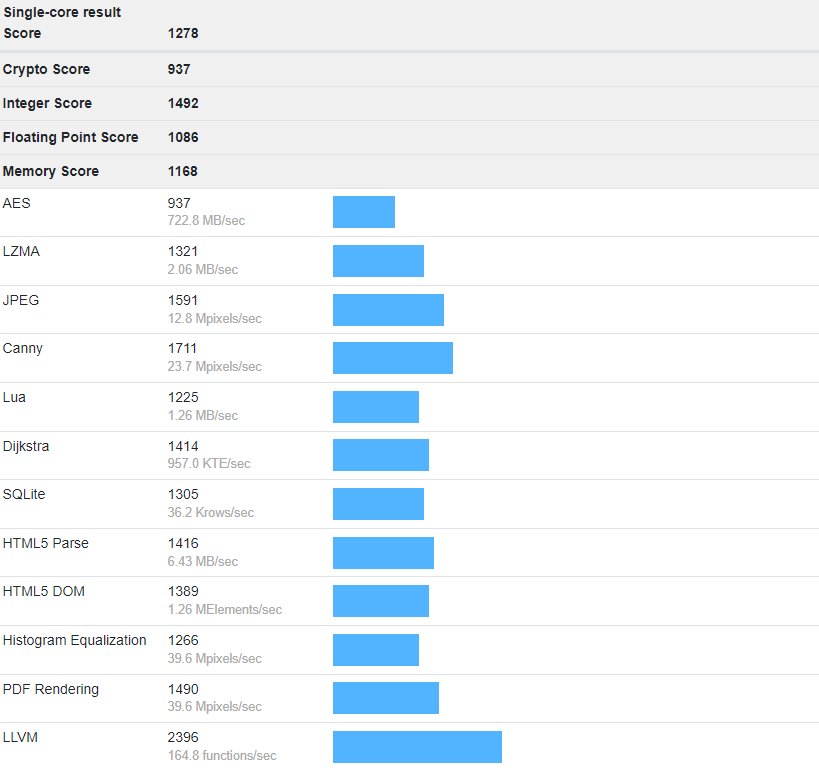 Single-core result
Score 1278
Crypto Score 937
Integer Score 1492
Floating Point Score 1086
Memory Score 1168
AES 937
722.8 MB/sec
LZMA 1321
2.06 MB/sec
JPEG 1591
12.8 Mpixels/sec
Canny 1711
23.7 Mpixels/sec
Lua 1225
1.26 MB/sec
Dijkstra 1414
957.0 KTE/sec
SQLite 1305
36.2 Krows/sec
HTML5 Parse 1416
6.43 MB/sec
HTML5 DOM 1389
1.26 MElements/sec
Histogram Equalization 1266
39.6 Mpixels/sec
PDF Rendering 1490
39.6 Mpixels/sec
LLVM 2396
164.8 functions/sec